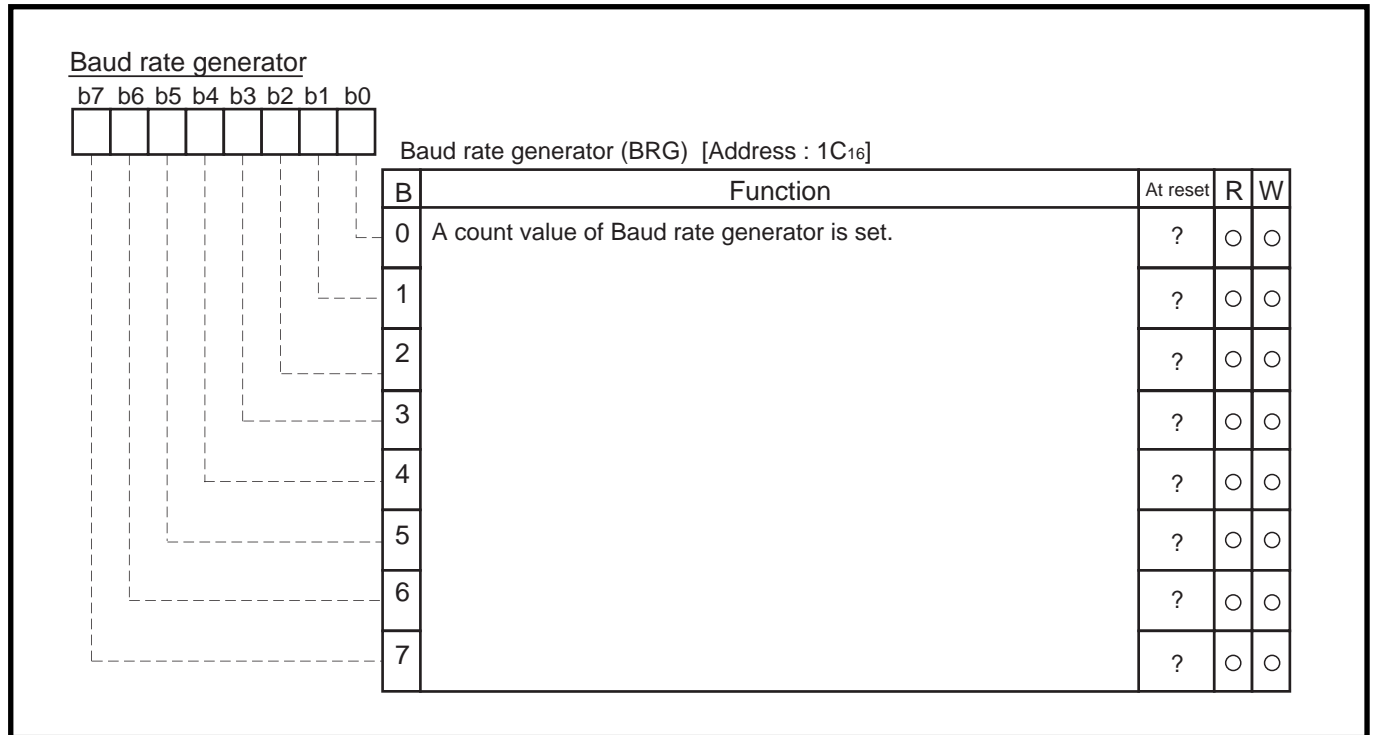 Baud rate generator
b7 b6 b5 b4 b3 b2 b1 b0
Baud rate generator (BRG) [Address : 1C16]
B Function At reset R W
0 A count value of Baud rate generator is set. ? ○ ○
1 ? ○ ○
2 ? ○ ○
3 ? ○ ○
4 ? ○ ○
5 ? ○ ○
6 ? ○ ○
7 ? ○ ○